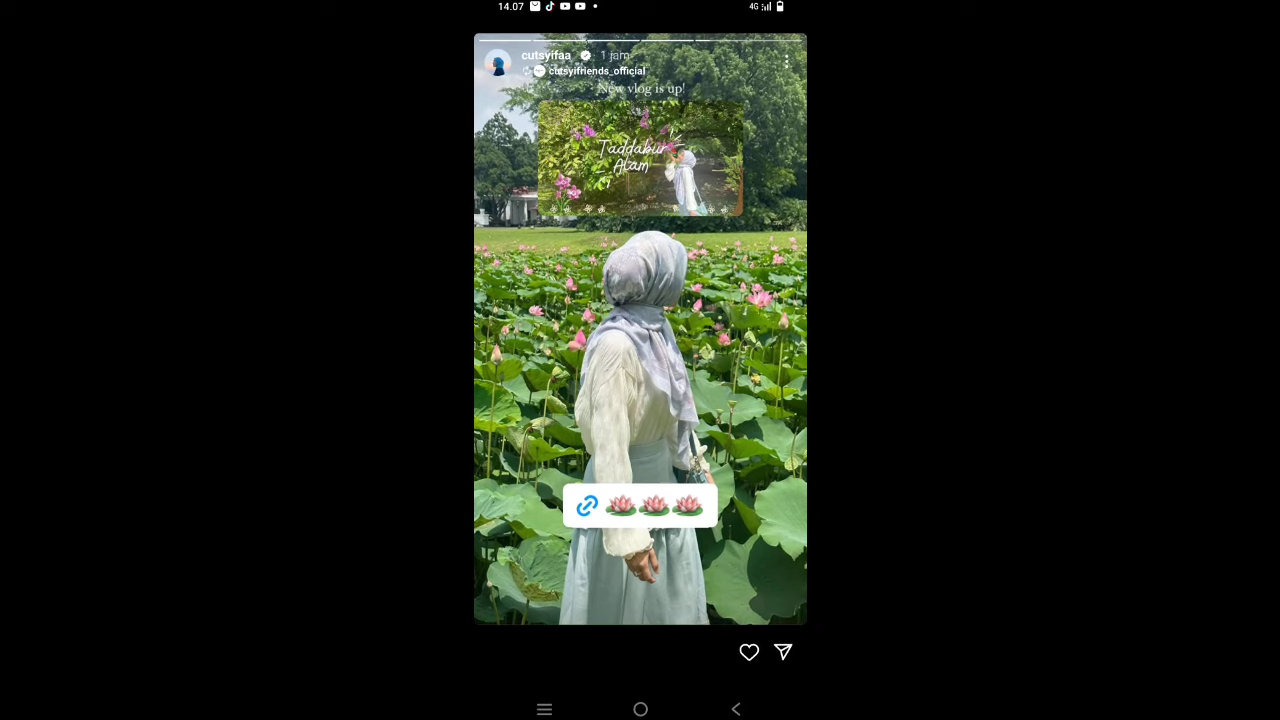 14.07
4G
cutsyifaa 1 jam
cutsyifriends_official
New vlog is up!
Taddabur
Alam